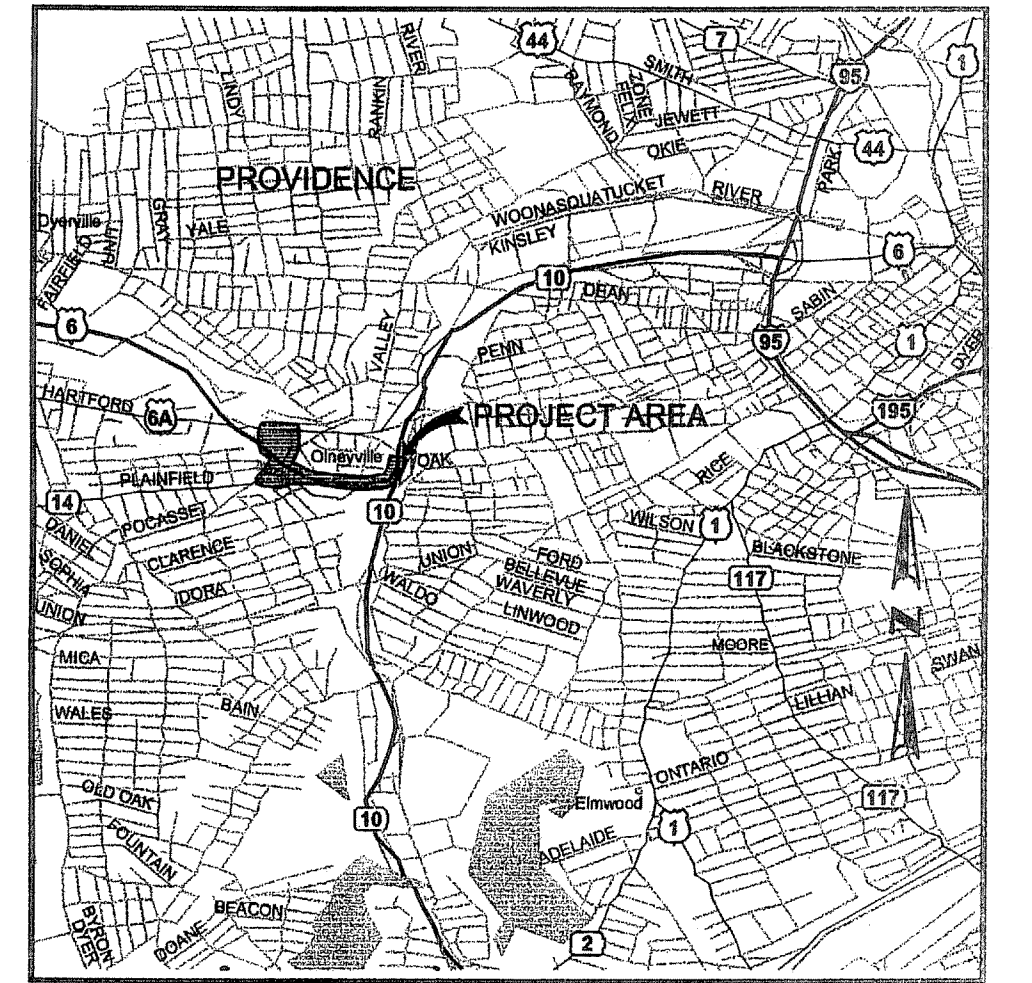 RIVER
44
7
1
SMITH
95
LINDY
RANKIN
RAYMOND
ZONE
FELIX
JEWETT
OKIE
44
PARK
PROVIDENCE
WOONASQUATUCKET
RIVER
KINSLEY
Dyerville
GRAY
YALE
UNIT
FAIRFIELD
6
10
DEAN
SABIN
6
VALLEY
PENN
95
1
DYER
HARTFORD
6A
195
PROJECT AREA
Olneyville
OAK
PLAINFIELD
RICE
14
10
POCASSET
WILSON
1
DANIEL
CLARENCE
UNION
FORD
BLACKSTONE
SOPHIA
BELLEVUE
WAVERLY
117
IDORA
WALDO
LINWOOD
UNION
N
MOORE
MICA
SWAN
LILLIAN
WALES
BAIN
ONTARIO
OLD OAK
Elmwood
117
10
1
FOUNTAIN
ADELAIDE
BEACON
BYRON
DYER
DOANE
2